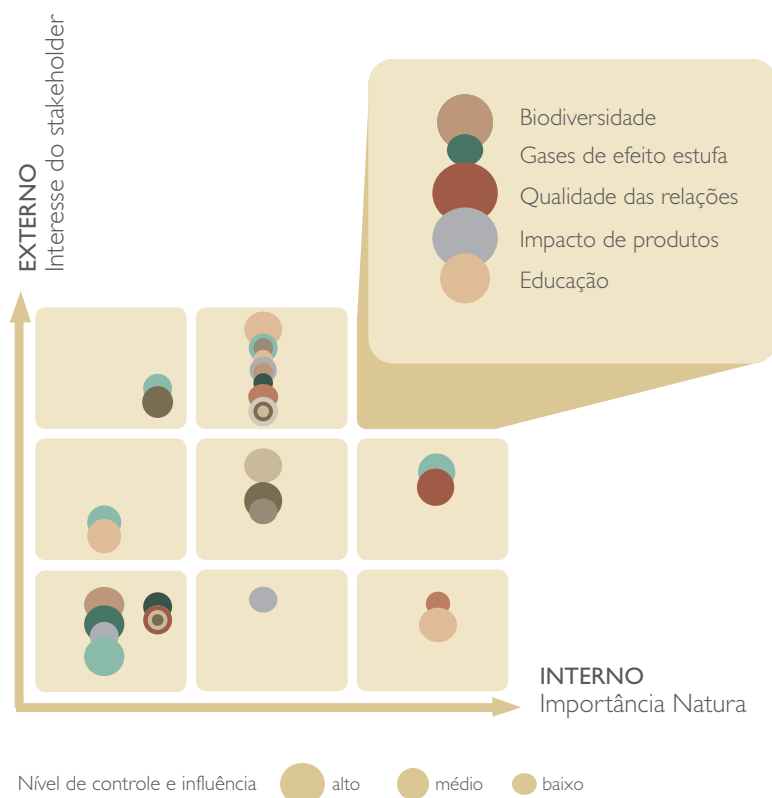 EXTERNO
Interesse do stakeholder
Biodiversidade
Gases de efeito estufa
Qualidade das relações
Impacto de produtos
Educação
INTERNO
Importância Natura
Nível de controle e influência alto médio baixo